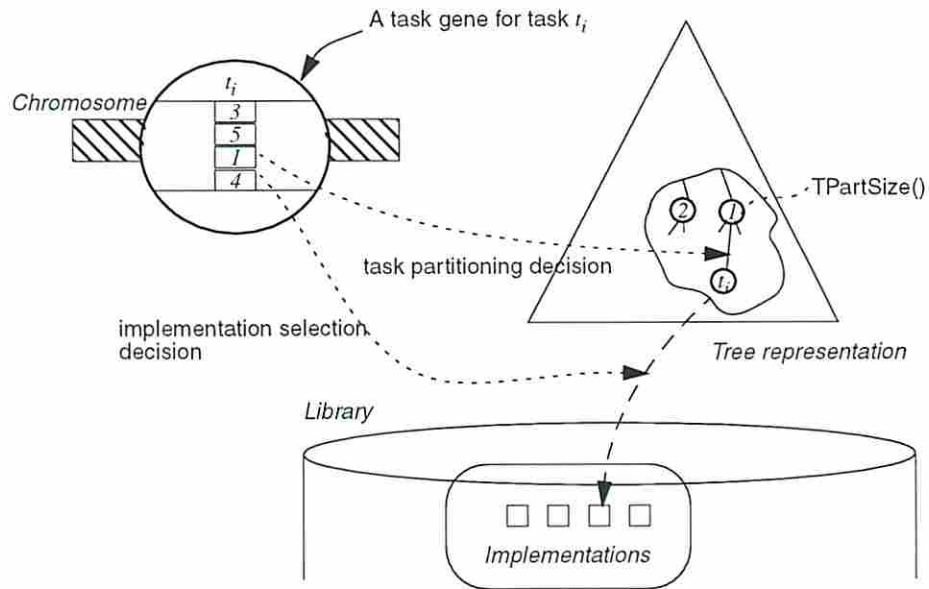 A task gene for task t_i
t_i
Chromosome
3
5
1
4
2
1
TPartSize()
task partitioning decision
t_i
implementation selection
decision
Tree representation
Library
Implementations